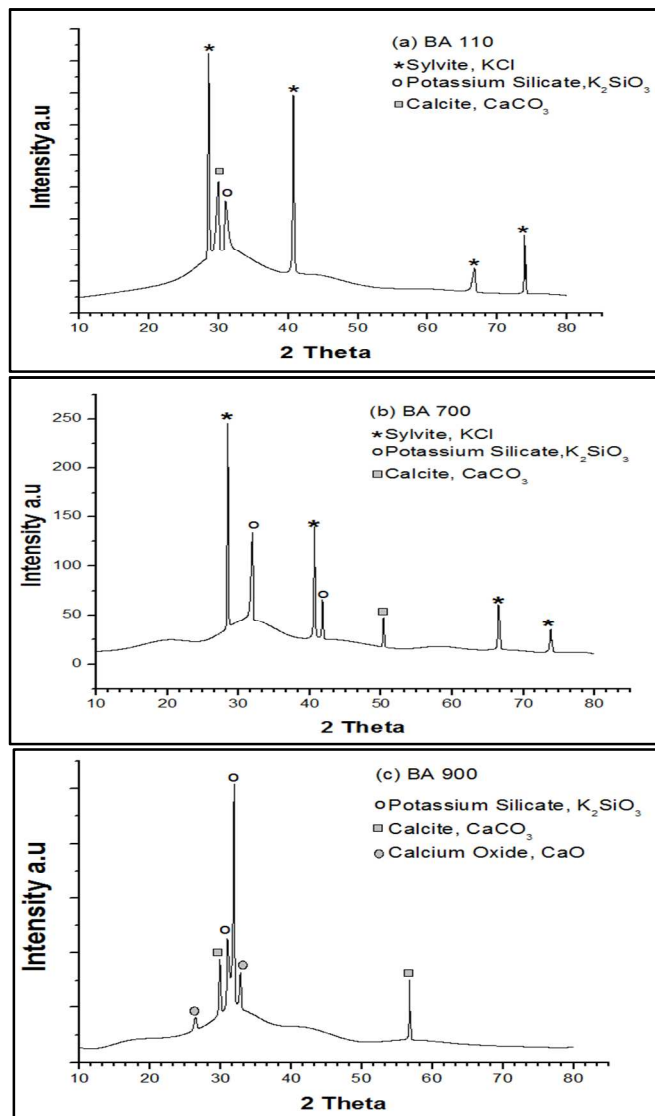 (a) BA 110
* Sylvite, KCl
Potassium Silicate,K₂SiO₃
Calcite, CaCO₃
Intensity a.u
10 20 30 40 50 60 70 80
2 Theta
(b) BA 700
* Sylvite, KCl
Potassium Silicate,K₂SiO₃
Calcite, CaCO₃
Intensity a.u
250
200
150
100
50
0
10 20 30 40 50 60 70 80
2 Theta
(c) BA 900
Potassium Silicate, K₂SiO₃
Calcite, CaCO₃
Calcium Oxide, CaO
Intensity a.u
10 20 30 40 50 60 70 80
2 Theta